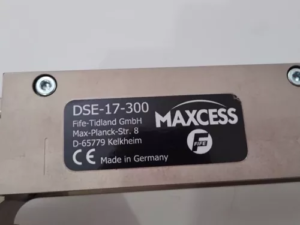 DSE-17-300
Fife-Tidland GmbH
Max-Planck-Str. 8
D-65779 Kelkheim
CE Made in Germany
MAXCESS
FIFE